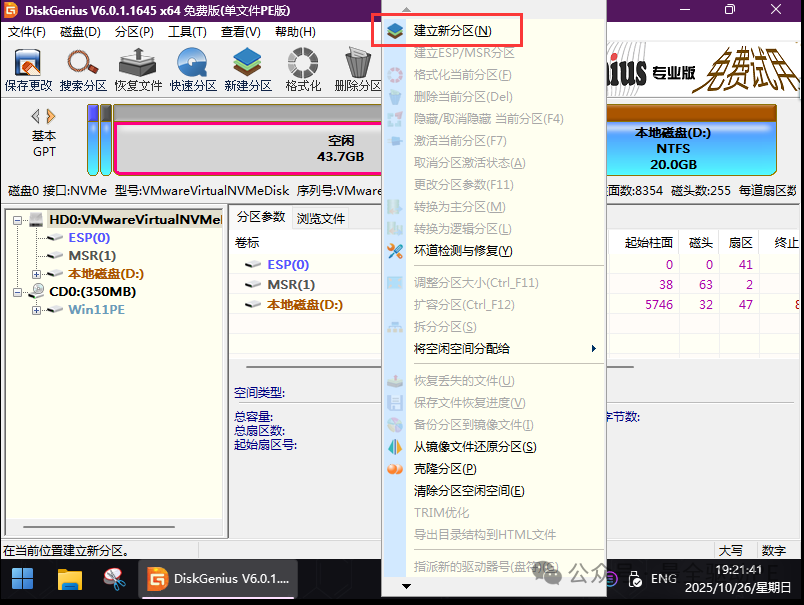 DiskGenius V6.0.1.1645 x64 免费版(单文件PE版)
文件(F) 磁盘(D) 分区(P) 工具(T) 查看(V) 帮助(H)
保存更改 搜索分区 恢复文件 快速分区 新建分区 格式化 删除分区
ius 专业版 免费试用
基本
GPT
空闲
43.7GB
本地磁盘(D:)
NTFS
20.0GB
磁盘0 接口:NVMe 型号:VMwareVirtualNVMeDisk 序列号:VMware
面数:8354 磁头数:255 每道扇区数
HD0:VMwareVirtualNVMe
ESP(0)
MSR(1)
本地磁盘(D:)
CD0:(350MB)
Win11PE
分区参数 浏览文件
卷标
起始柱面 磁头 扇区 终止
ESP(0)
0 0 41
MSR(1)
38 63 2
本地磁盘(D:)
5746 32 47 8
空间类型:
总容量:
总扇区数:
起始扇区号:
字节数:
建立新分区(N)
建立ESP/MSR分区
格式化当前分区(F)
删除当前分区(Del)
隐藏/取消隐藏 当前分区(F4)
激活当前分区(F7)
取消分区激活状态(A)
更改分区参数(F11)
转换为主分区(M)
转换为逻辑分区(L)
坏道检测与修复(Y)
调整分区大小(Ctrl_F11)
扩容分区(Ctrl_F12)
拆分分区(S)
将空闲空间分配给
恢复丢失的文件(U)
保存文件恢复进度(V)
备份分区到镜像文件(I)
从镜像文件还原分区(S)
克隆分区(P)
清除分区空闲空间(E)
TRIM优化
导出目录结构到HTML文件
指派新的驱动器号(盘符)(S)
在当前位置建立新分区。
大写 数字
DiskGenius V6.0.1....
公众
ENG
19:21:41
2025/10/26/星期日